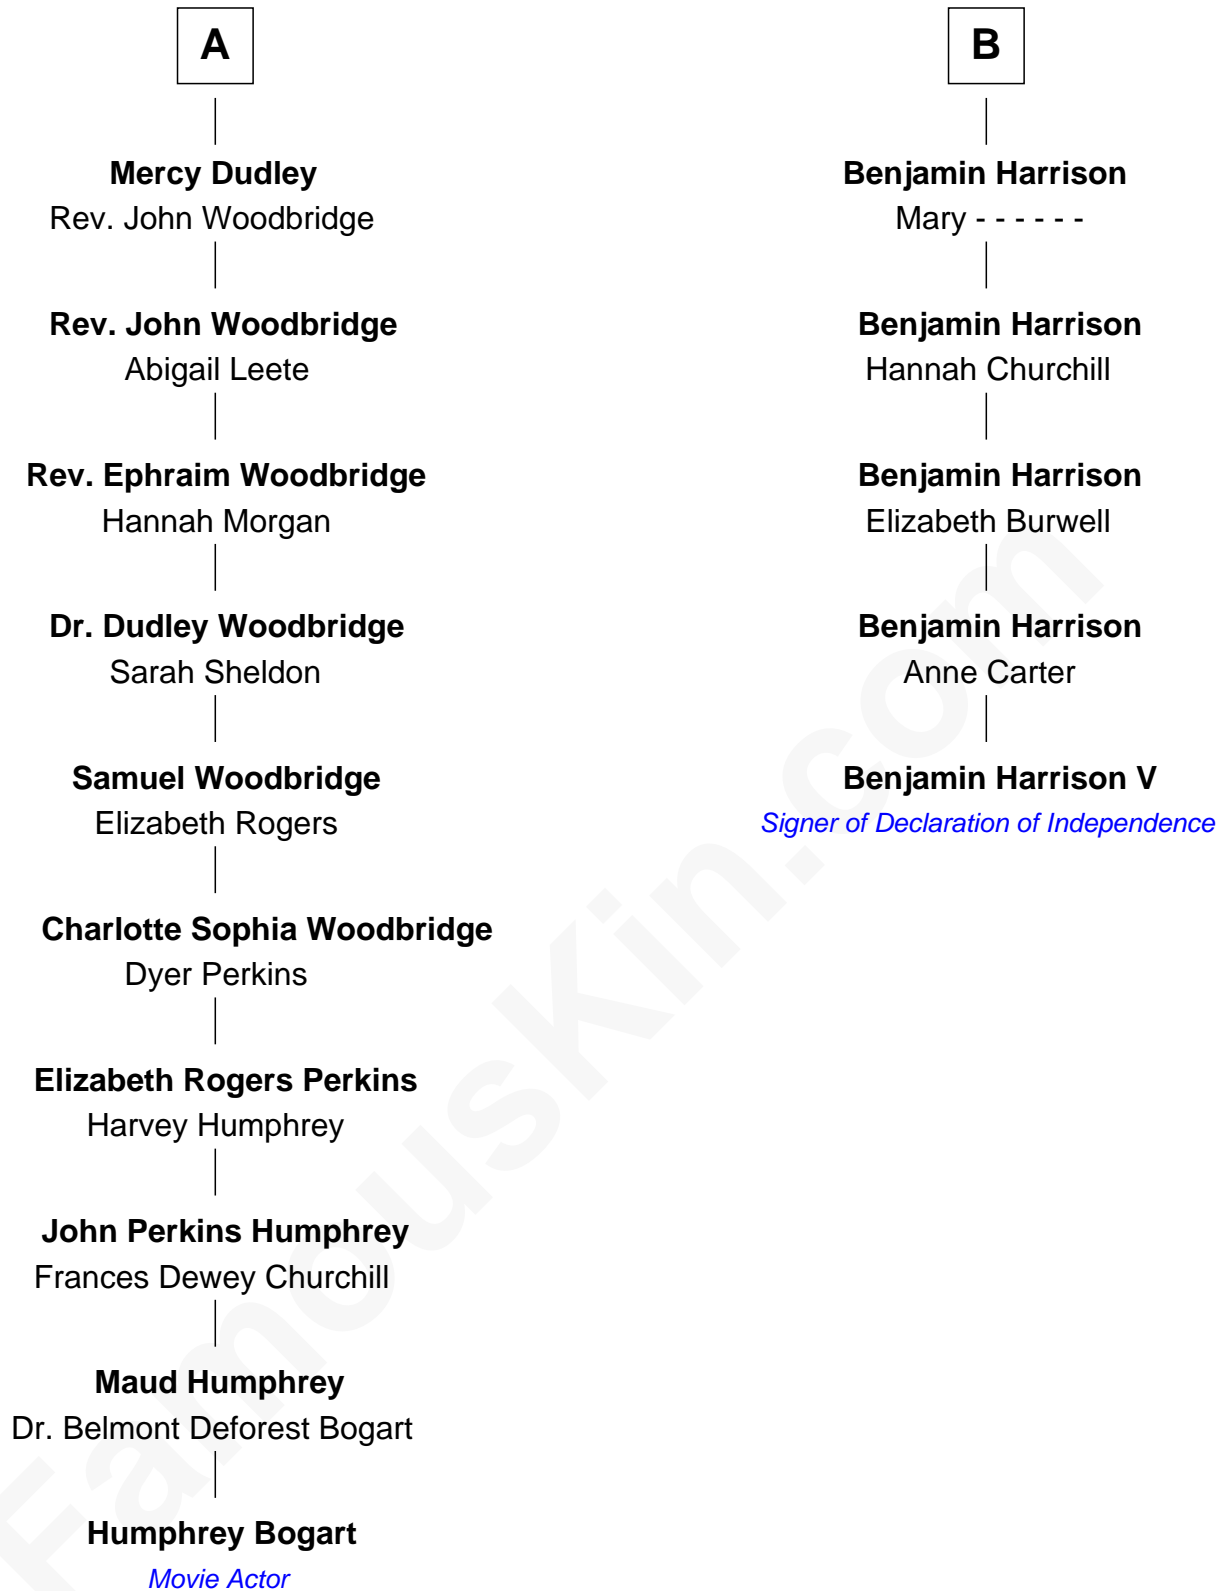 A
Mercy Dudley
Rev. John Woodbridge
Rev. John Woodbridge
Abigail Leete
Rev. Ephraim Woodbridge
Hannah Morgan
Dr. Dudley Woodbridge
Sarah Sheldon
Samuel Woodbridge
Elizabeth Rogers
Charlotte Sophia Woodbridge
Dyer Perkins
Elizabeth Rogers Perkins
Harvey Humphrey
John Perkins Humphrey
Frances Dewey Churchill
Maud Humphrey
Dr. Belmont Deforest Bogart
Humphrey Bogart
Movie Actor
B
Benjamin Harrison
Mary - - - - - -
Benjamin Harrison
Hannah Churchill
Benjamin Harrison
Elizabeth Burwell
Benjamin Harrison
Anne Carter
Benjamin Harrison V
Signer of Declaration of Independence
FamousKin.com